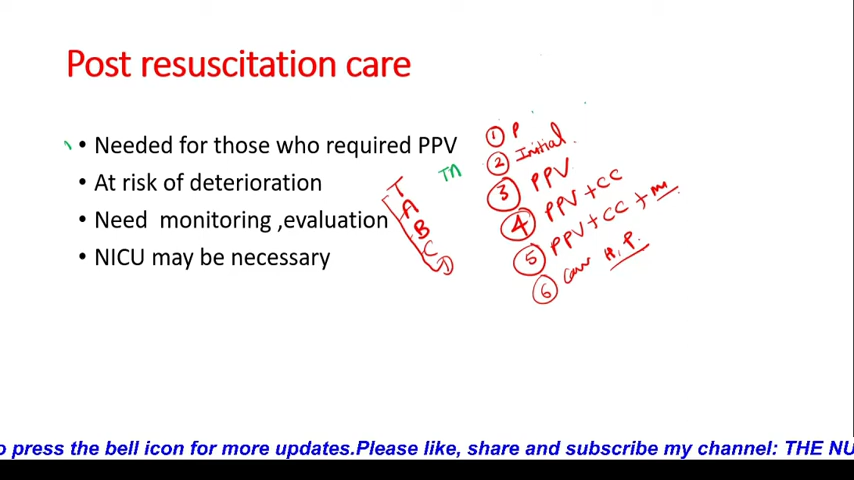 Post resuscitation care
• Needed for those who required PPV
• At risk of deterioration
• Need monitoring ,evaluation
• NICU may be necessary
T
A
B
C
D
① P
② Initial
③ PPV
④ PPV + CC
⑤ PPV + CC + m
⑥ H, P.
o press the bell icon for more updates.Please like, share and subscribe my channel: THE NU